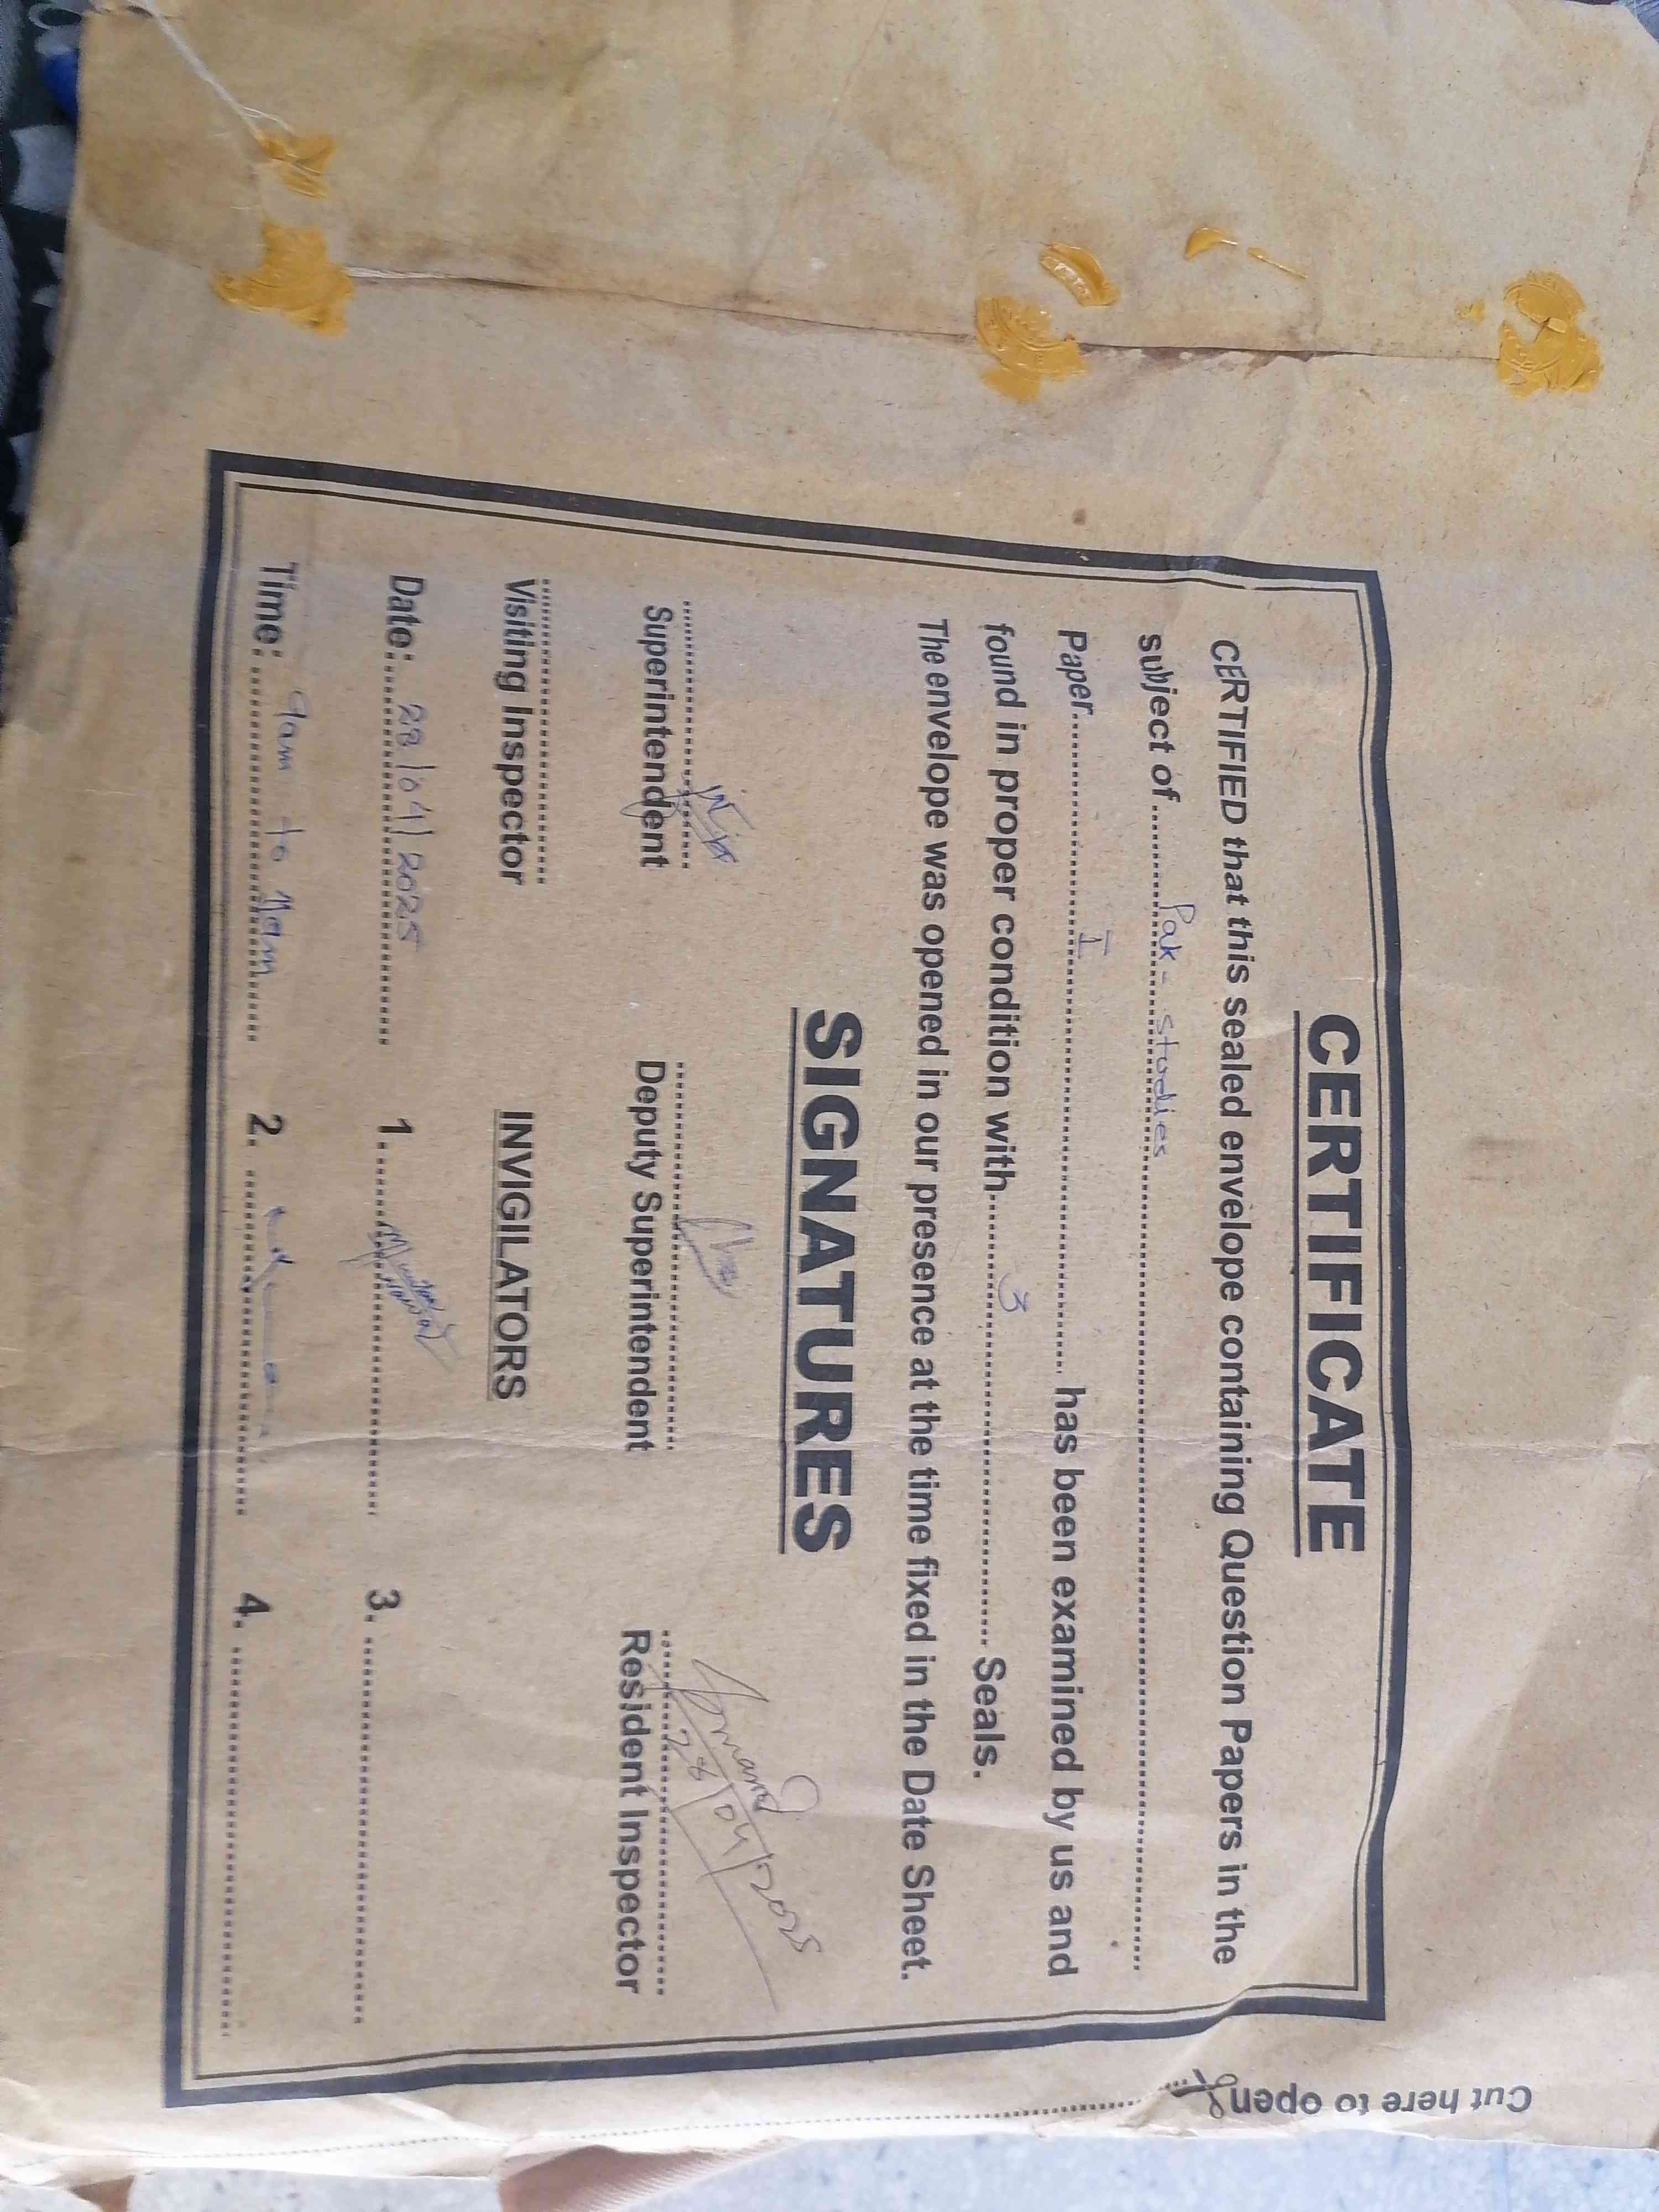 CERTIFICATE
CERTIFIED that this sealed envelope containing Question Papers in the
subject of.......... Pak - studies ..........
Paper.......... I .......... has been examined by us and
found in proper condition with.......... 3 .......... Seals.
The envelope was opened in our presence at the time fixed in the Date Sheet.
SIGNATURES
28/04/2025
Superintendent Deputy Superintendent Resident Inspector
Visiting Inspector INVIGILATORS
Date:.... 28/04/2025 .... 1. .......... 3. ..........
Time:.... 9am to 11am .... 2. .......... 4. ..........
Cut here to open